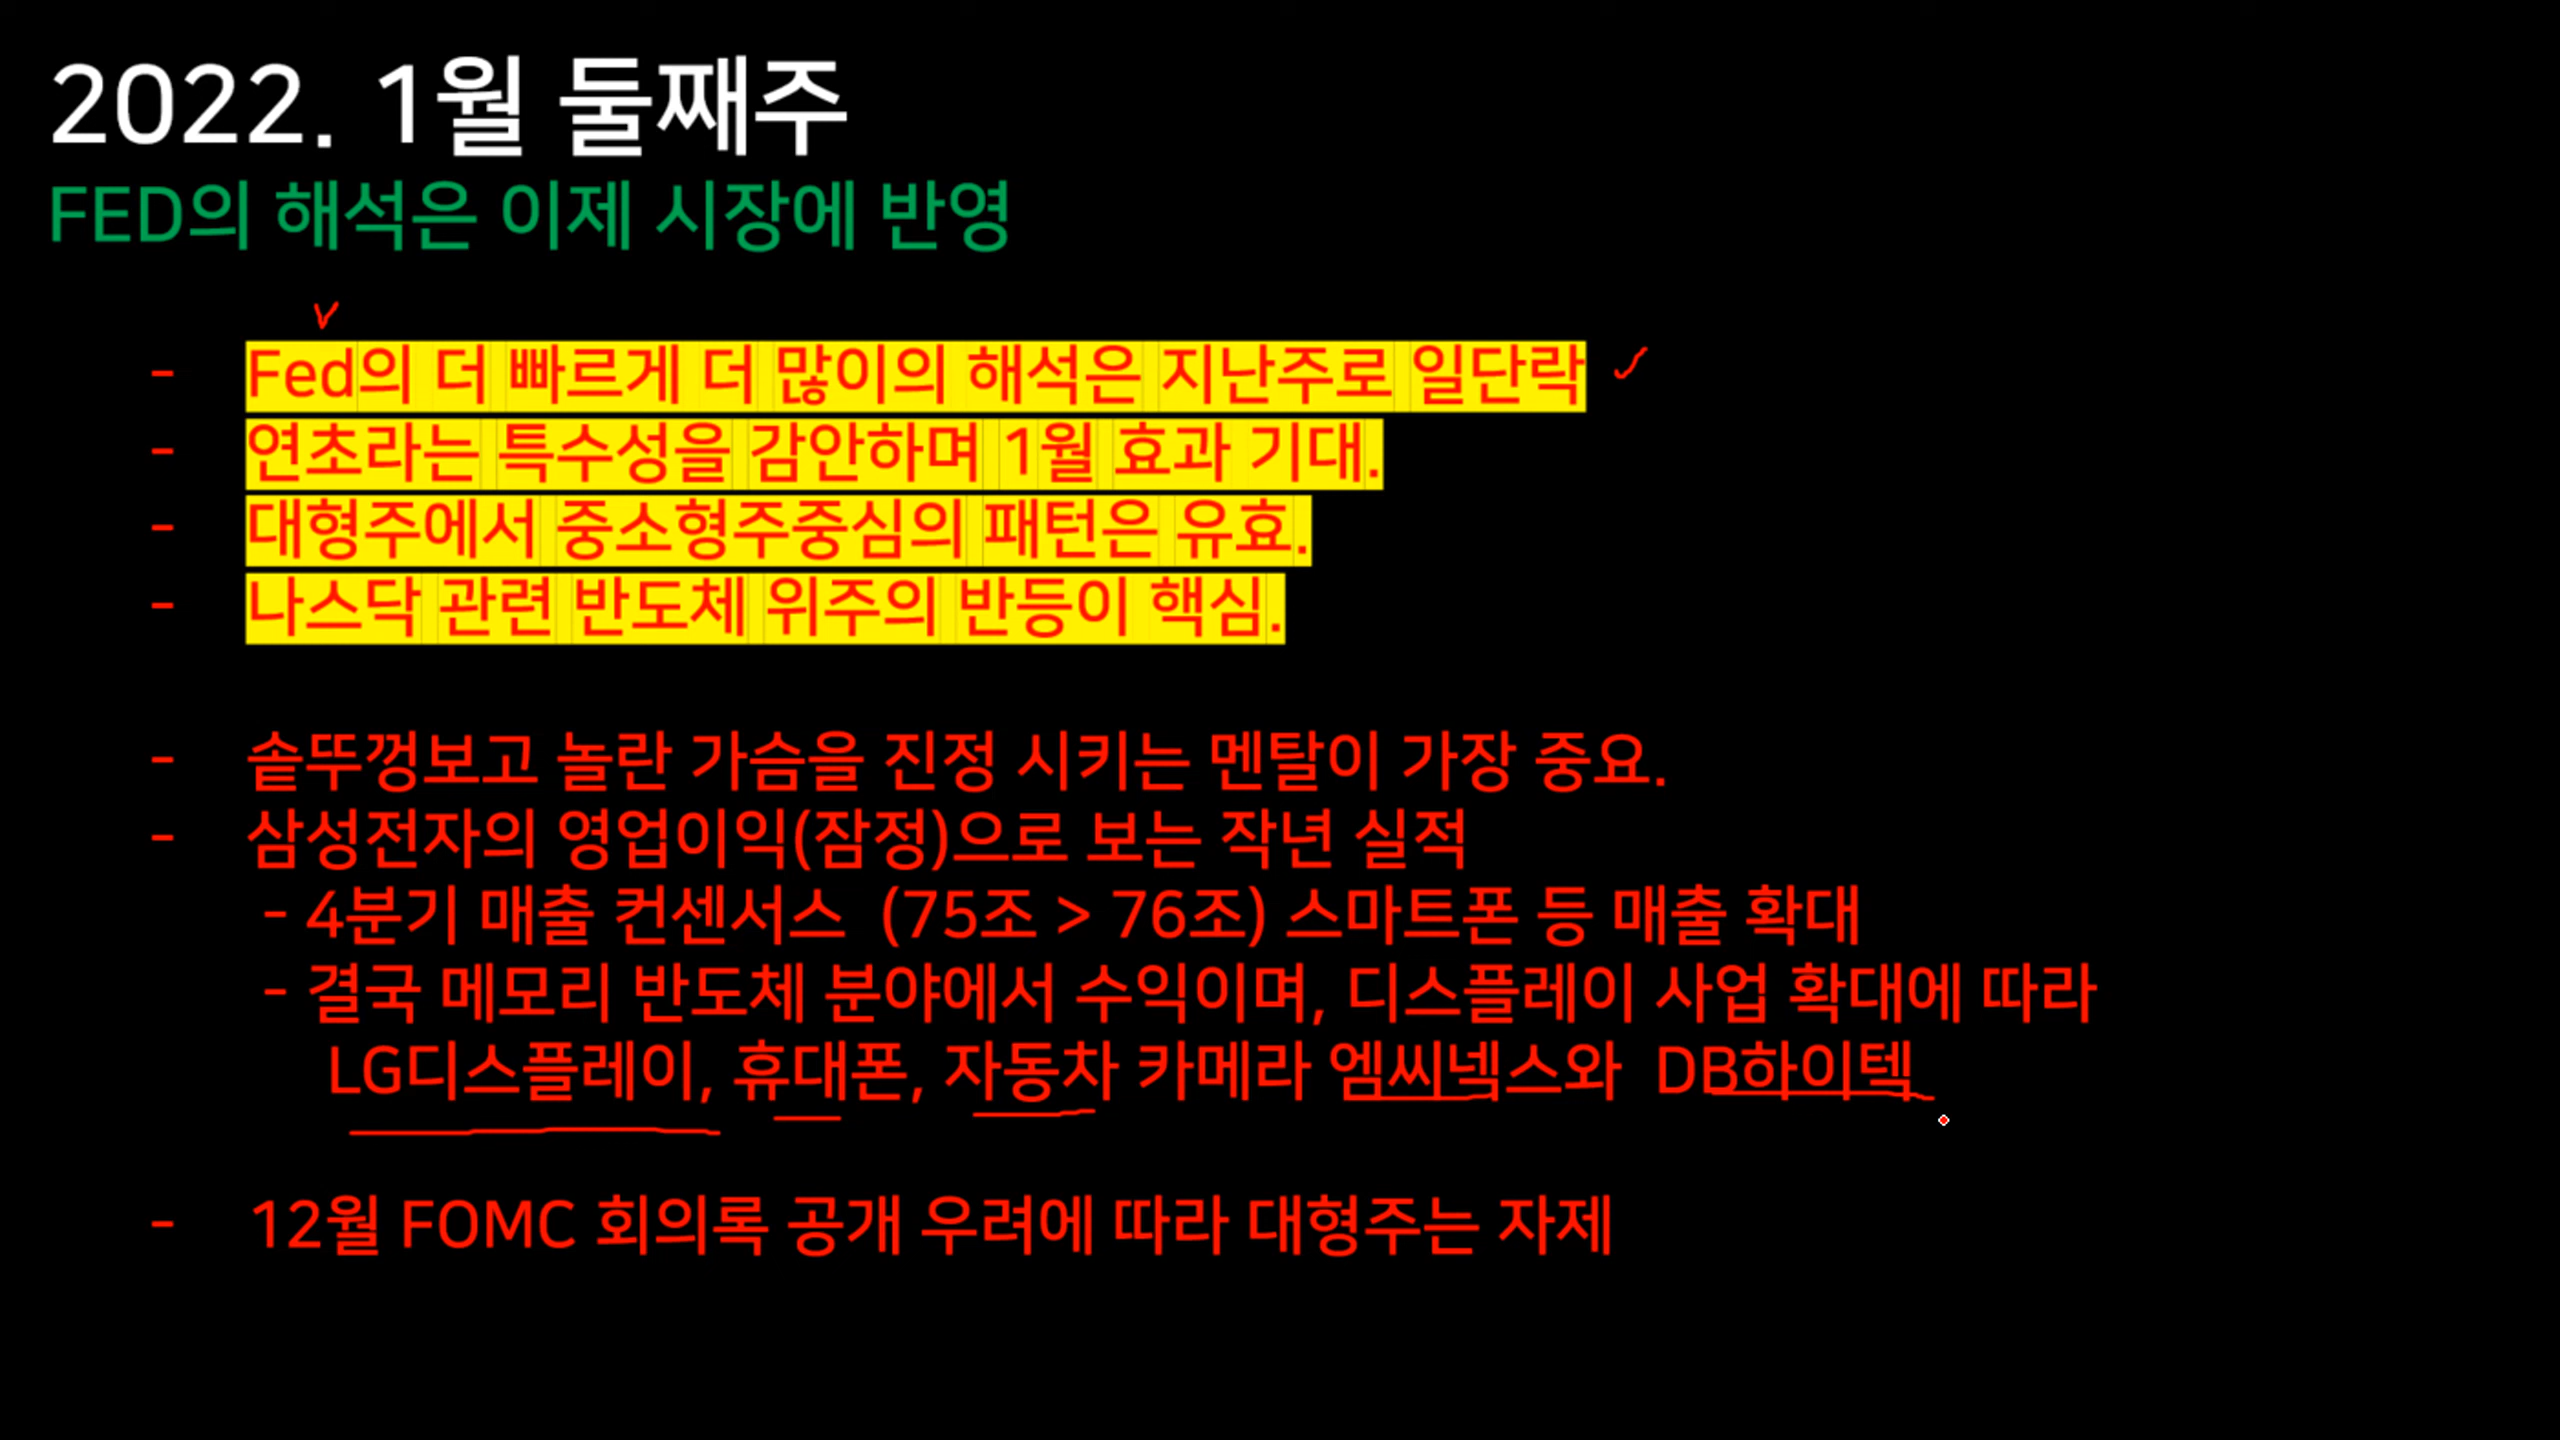 2022. 1월 둘째주
FED의 해석은 이제 시장에 반영
- Fed의 더 빠르게 더 많이의 해석은 지난주로 일단락
- 연초라는 특수성을 감안하며 1월 효과 기대.
- 대형주에서 중소형주중심의 패턴은 유효.
- 나스닥 관련 반도체 위주의 반등이 핵심.
- 솥뚜껑보고 놀란 가슴을 진정 시키는 멘탈이 가장 중요.
- 삼성전자의 영업이익(잠정)으로 보는 작년 실적
- 4분기 매출 컨센서스 (75조 > 76조) 스마트폰 등 매출 확대
- 결국 메모리 반도체 분야에서 수익이며, 디스플레이 사업 확대에 따라
LG디스플레이, 휴대폰, 자동차 카메라 엠씨넥스와 DB하이텍
- 12월 FOMC 회의록 공개 우려에 따라 대형주는 자제